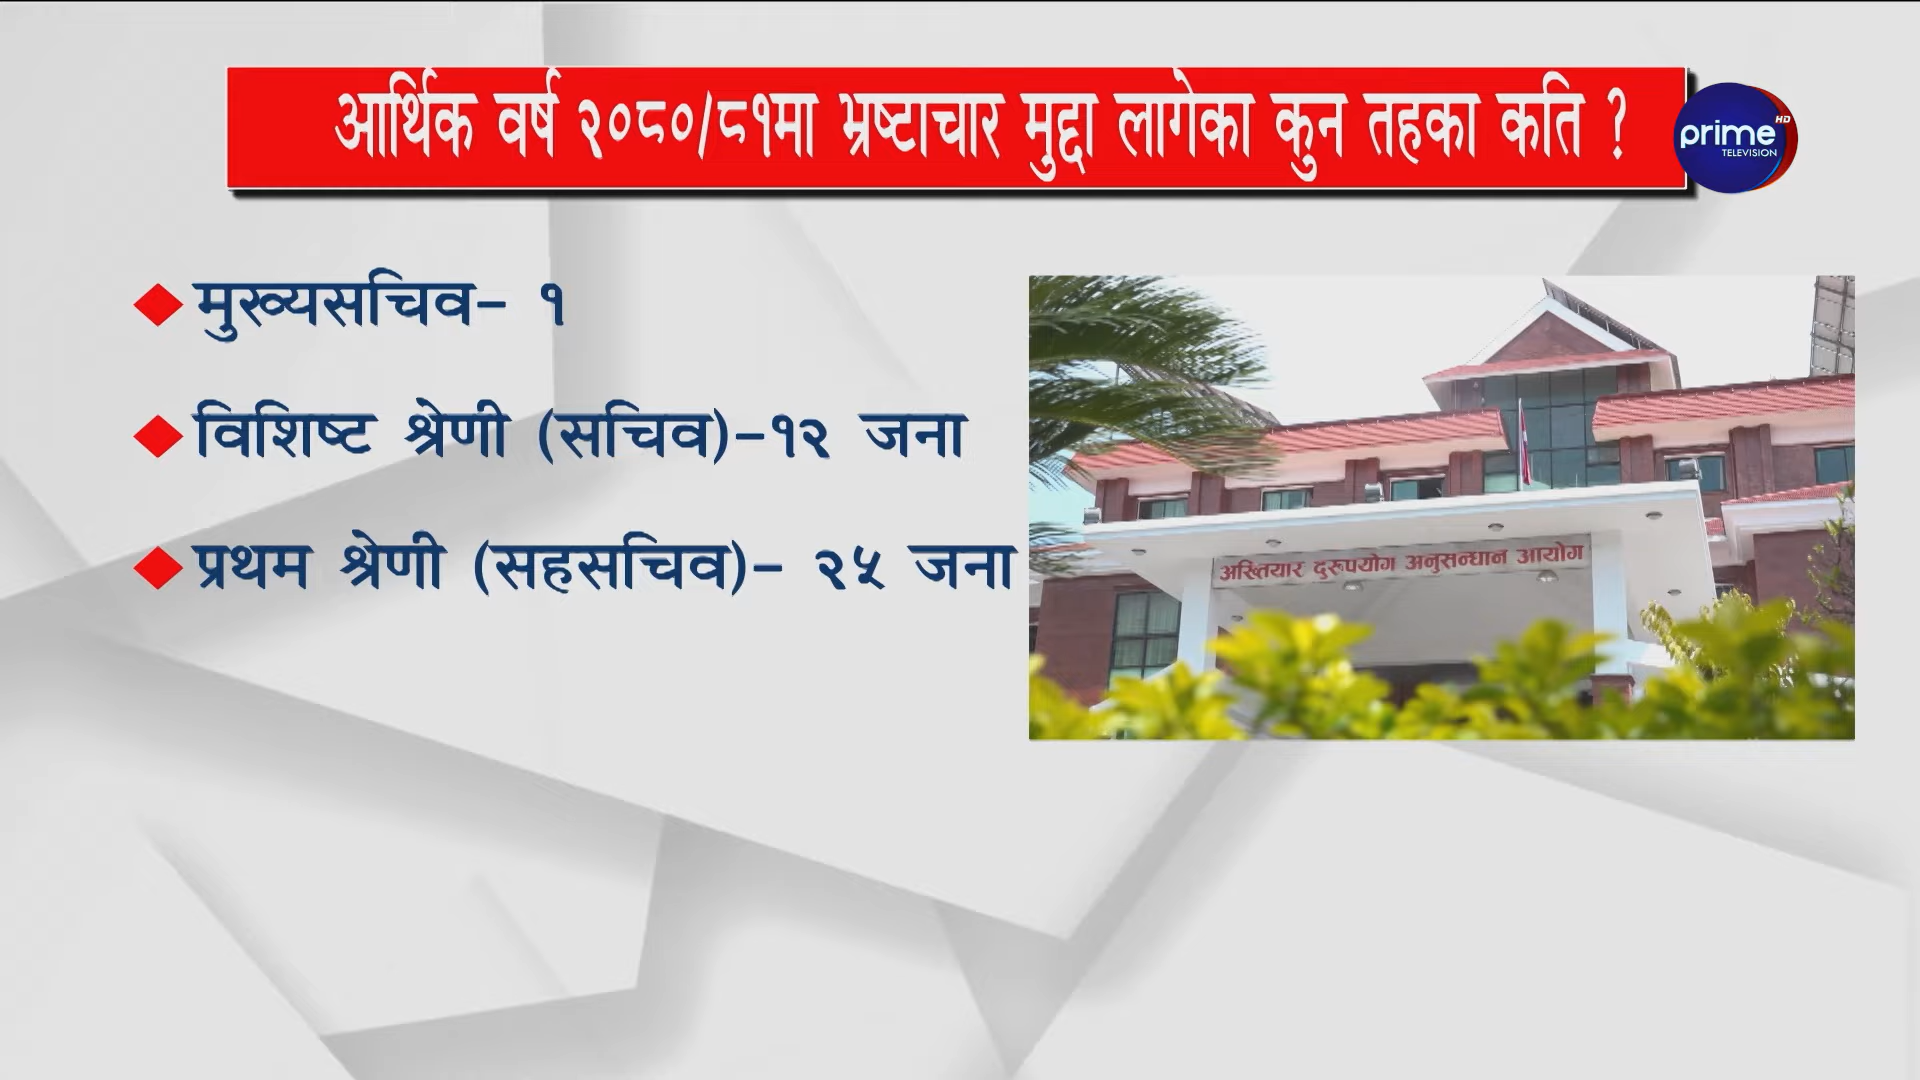 आर्थिक वर्ष २०८०/८१मा भ्रष्टाचार मुद्दा लागेका कुन तहका कति ?
prime HD
TELEVISION
मुख्यसचिव- १
विशिष्ट श्रेणी (सचिव)-१२ जना
प्रथम श्रेणी (सहसचिव)- २५ जना
अख्तियार दुरुपयोग अनुसन्धान आयोग